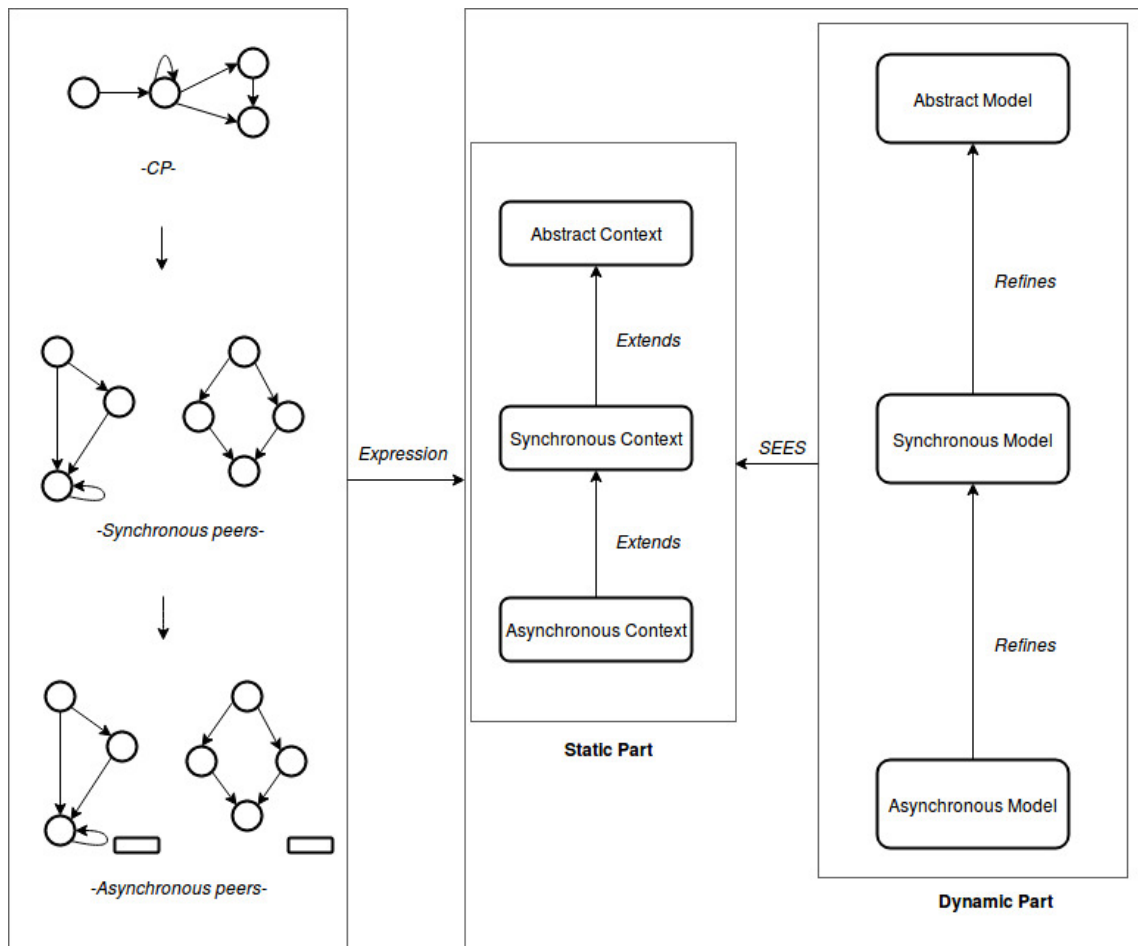 -CP-
-Synchronous peers-
-Asynchronous peers-
Expression
Abstract Context
Extends
Synchronous Context
Extends
Asynchronous Context
Static Part
SEES
Abstract Model
Refines
Synchronous Model
Refines
Asynchronous Model
Dynamic Part